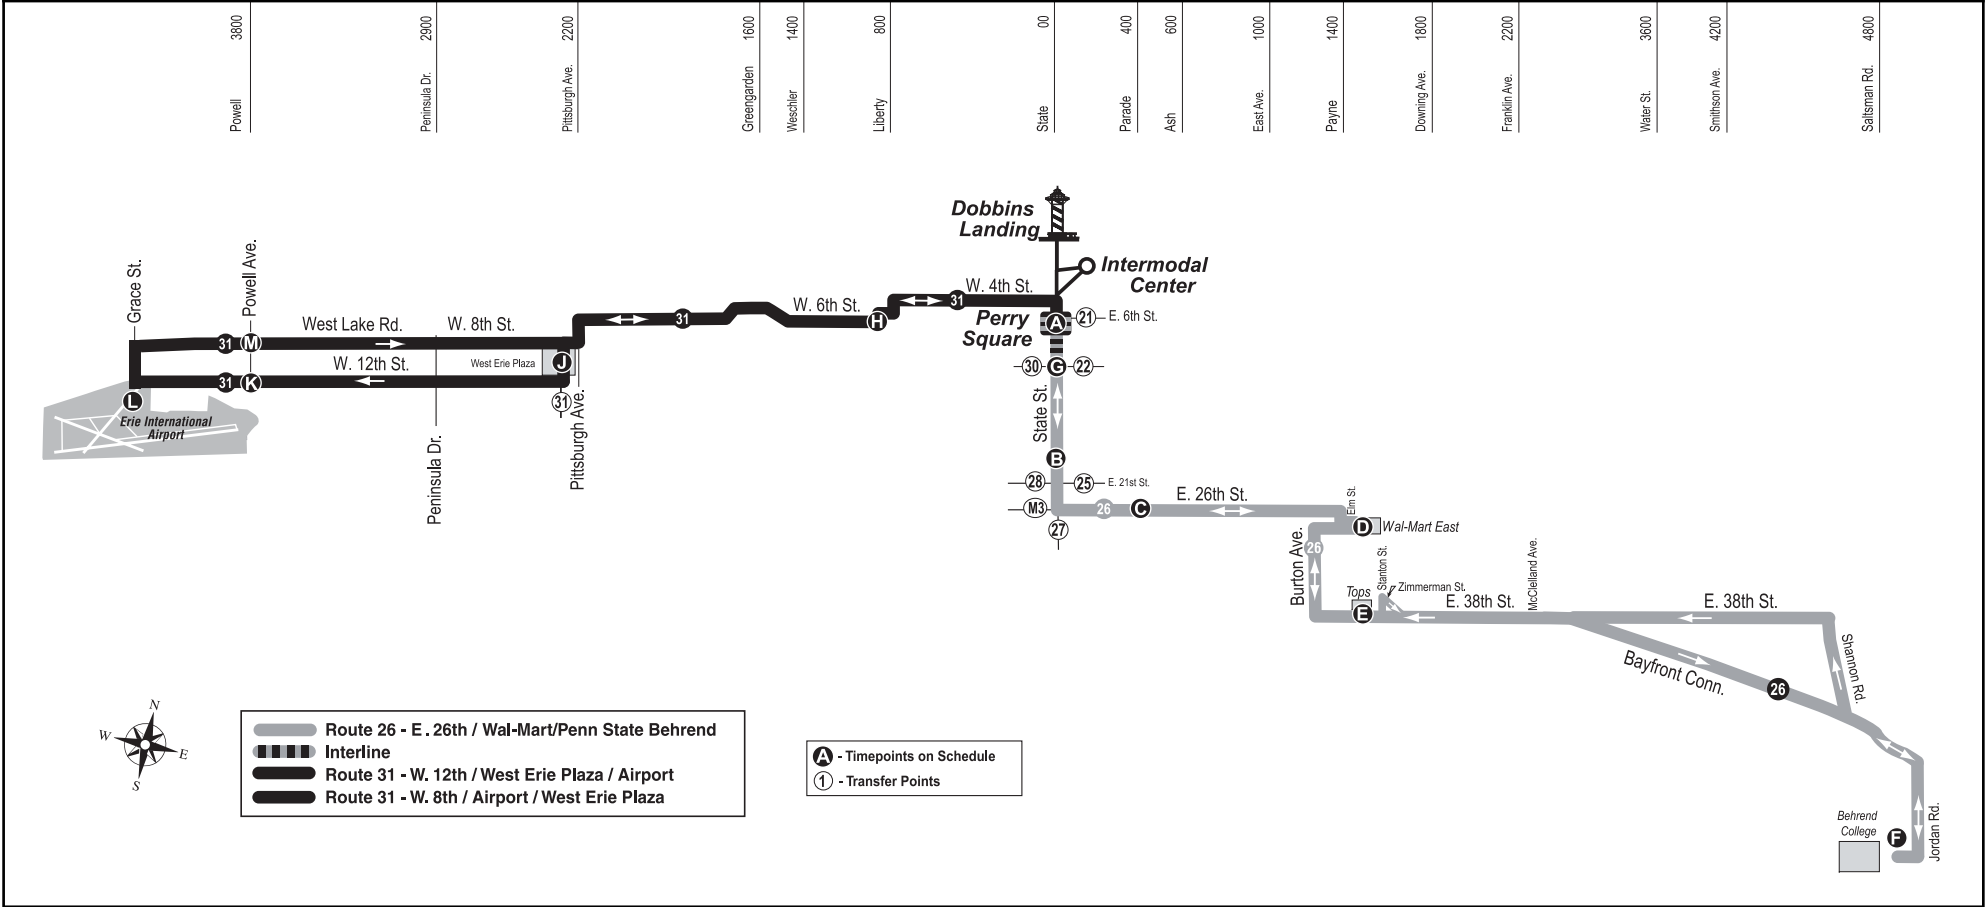 3800
2900
2200
1600
1400
800
00
400
600
1000
1400
1800
2200
3600
4200
4800
Powell
Peninsula Dr.
Pittsburgh Ave.
Greengarden
Weschler
Liberty
State
Parade
Ash
East Ave.
Payne
Downing Ave.
Franklin Ave.
Water St.
Smithson Ave.
Saltsman Rd.
Dobbins
Landing
Intermodal
Center
Grace St.
Powell Ave.
West Lake Rd.
W. 8th St.
W. 6th St.
W. 4th St.
31
31
H
Perry
Square
A
21
E. 6th St.
31
M
W. 12th St.
West Erie Plaza
J
30
G
22
31
K
31
L
Erie International
Airport
Peninsula Dr.
Pittsburgh Ave.
State St.
B
28
25
E. 21st St.
M3
26
C
E. 26th St.
Elm St.
27
D
Wal-Mart East
Burton Ave.
26
Stanton St.
Zimmerman St.
McClelland Ave.
Tops
E
E. 38th St.
E. 38th St.
Shannon Rd.
Bayfront Conn.
26
N
W
E
S
Route 26 - E. 26th / Wal-Mart/Penn State Behrend
Interline
Route 31 - W. 12th / West Erie Plaza / Airport
Route 31 - W. 8th / Airport / West Erie Plaza
A - Timepoints on Schedule
1 - Transfer Points
Behrend
College
F
Jordan Rd.